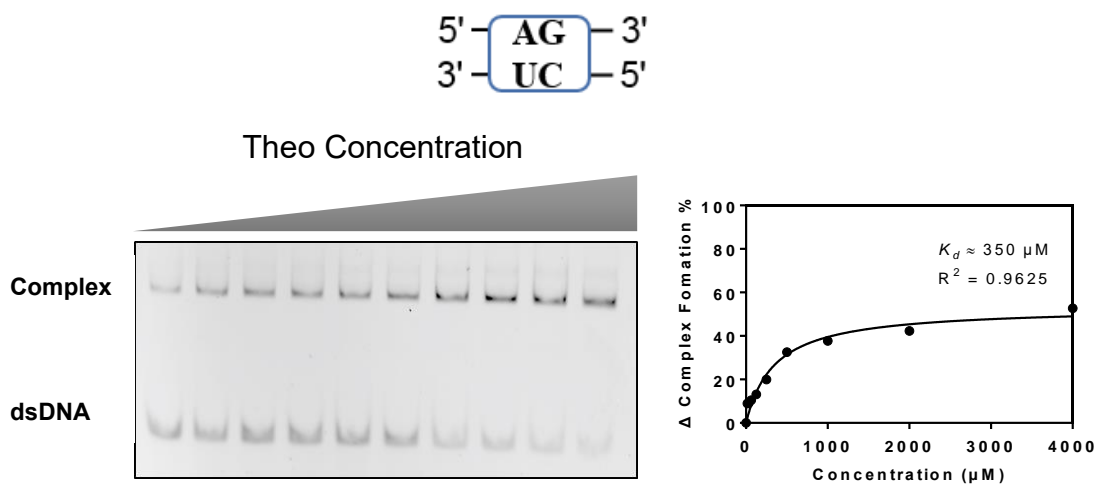 5' AG 3'
3' UC 5'
Theo Concentration
Complex
dsDNA
Δ Complex Fomation %
100
80
60
40
20
0
K_d ≈ 350 μM
R² = 0.9625
0 1000 2000 3000 4000
Concentration (μM)